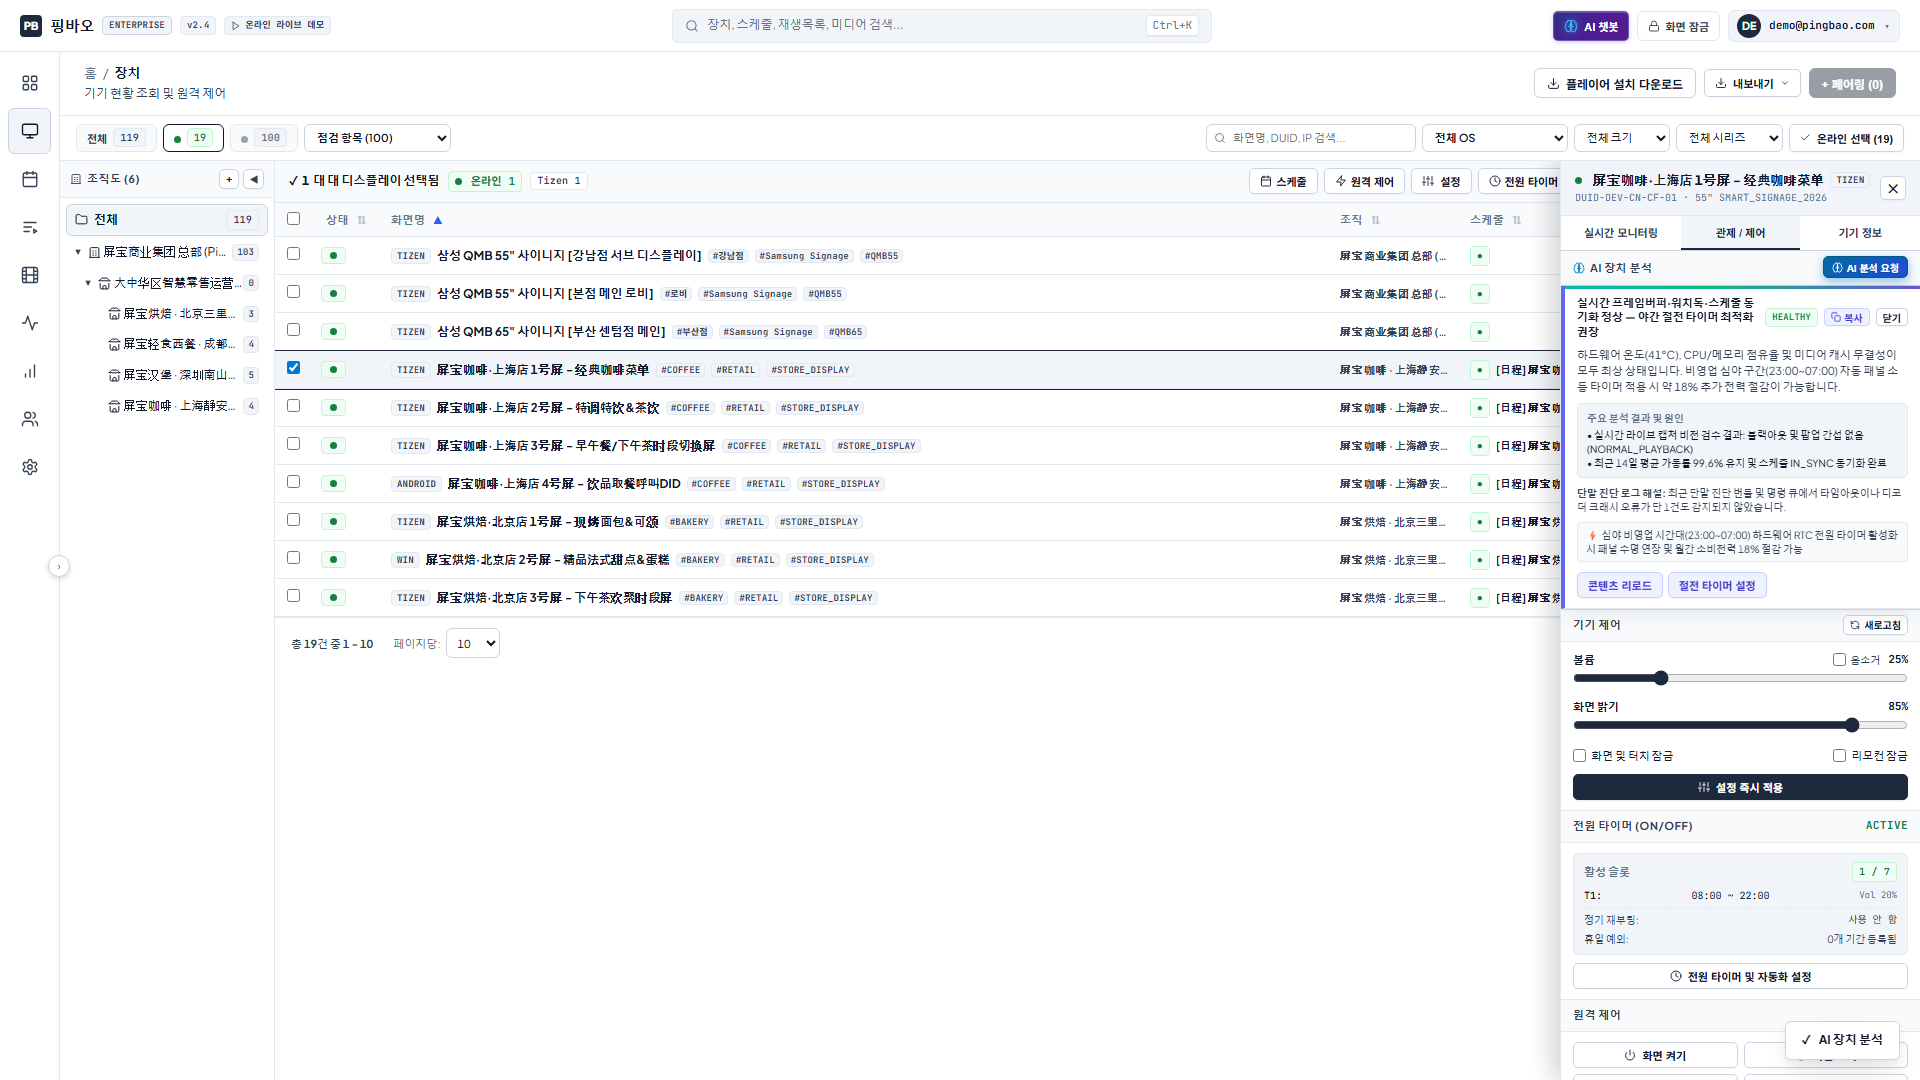 PB 핑바오 ENTERPRISE v2.4 ▷ 온라인 라이브 데모
장치, 스케줄, 재생목록, 미디어 검색... Ctrl+K
AI 챗봇 화면 잠금 DE demo@pingbao.com
홈 / 장치
기기 현황 조회 및 원격 제어
플레이어 설치 다운로드 내보내기 + 페어링 (0)
전체 119 19 100 점검 항목 (100)
화면명, DUID, IP 검색... 전체 OS 전체 크기 전체 시리즈 온라인 선택 (19)
조직도 (6) + ◀
전체 119
▼ 屏宝商业集团总部 (Pi... 103
▼ 大中华区智慧零售运营... 0
屏宝烘焙 · 北京三里... 3
屏宝轻食西餐 · 成都... 4
屏宝汉堡 · 深圳南山... 5
屏宝咖啡 · 上海静安... 4
✓ 1 대 대 디스플레이 선택됨 온라인 1 Tizen 1
스케줄 원격 제어 설정 전원 타이머
상태 ⇅ 화면명 ▲ 조직 ⇅ 스케줄 ⇅
TIZEN 삼성 QMB 55" 사이니지 [강남점 서브 디스플레이] #강남점 #Samsung Signage #QMB55 屏宝商业集团总部 (...
TIZEN 삼성 QMB 55" 사이니지 [본점 메인 로비] #로비 #Samsung Signage #QMB55 屏宝商业集团总部 (...
TIZEN 삼성 QMB 65" 사이니지 [부산 센텀점 메인] #부산점 #Samsung Signage #QMB65 屏宝商业集团总部 (...
TIZEN 屏宝咖啡·上海店 1号屏 – 经典咖啡菜单 #COFFEE #RETAIL #STORE_DISPLAY 屏宝咖啡 · 上海静安... [日程] 屏宝
TIZEN 屏宝咖啡·上海店 2号屏 – 特调特饮&茶饮 #COFFEE #RETAIL #STORE_DISPLAY 屏宝咖啡 · 上海静安... [日程] 屏宝
TIZEN 屏宝咖啡·上海店 3号屏 – 早午餐/下午茶时段切换屏 #COFFEE #RETAIL #STORE_DISPLAY 屏宝咖啡 · 上海静安... [日程] 屏宝
ANDROID 屏宝咖啡·上海店 4号屏 – 饮品取餐呼叫DID #COFFEE #RETAIL #STORE_DISPLAY 屏宝咖啡 · 上海静安... [日程] 屏宝
TIZEN 屏宝烘焙·北京店 1号屏 – 现烤面包&可颂 #BAKERY #RETAIL #STORE_DISPLAY 屏宝烘焙 · 北京三里... [日程] 屏宝
WIN 屏宝烘焙·北京店 2号屏 – 精品法式甜点&蛋糕 #BAKERY #RETAIL #STORE_DISPLAY 屏宝烘焙 · 北京三里... [日程] 屏宝
TIZEN 屏宝烘焙·北京店 3号屏 – 下午茶欢聚时段屏 #BAKERY #RETAIL #STORE_DISPLAY 屏宝烘焙 · 北京三里... [日程] 屏宝
총 19건 중 1 – 10 페이지당: 10
屏宝咖啡·上海店 1号屏 – 经典咖啡菜单 TIZEN
DUID-DEV-CN-CF-01 · 55" SMART_SIGNAGE_2026
실시간 모니터링 관제 / 제어 기기 정보
AI 장치 분석 AI 분석 요청
실시간 프레임버퍼·워치독·스케줄 동
기화 정상 — 야간 절전 타이머 최적화
권장
HEALTHY 복사 닫기
하드웨어 온도(41°C), CPU/메모리 점유율 및 미디어 캐시 무결성이
모두 최상 상태입니다. 비영업 심야 구간(23:00~07:00) 자동 패널 소
등 타이머 적용 시 약 18% 추가 전력 절감이 가능합니다.
주요 분석 결과 및 원인
• 실시간 라이브 캡처 비전 검수 결과: 블랙아웃 및 팝업 간섭 없음
(NORMAL_PLAYBACK)
• 최근 14일 평균 가동률 99.6% 유지 및 스케줄 IN_SYNC 동기화 완료
단말 진단 로그 해설: 최근 단말 진단 번들 및 명령 큐에서 타임아웃이나 디코
더 크래시 오류가 단 1건도 감지되지 않았습니다.
심야 비영업 시간대(23:00~07:00) 하드웨어 RTC 전원 타이머 활성화
시 패널 수명 연장 및 월간 소비전력 18% 절감 가능
콘텐츠 리로드 절전 타이머 설정
기기 제어 새로고침
볼륨 음소거 25%
화면 밝기 85%
화면 및 터치 잠금 리모컨 잠금
설정 즉시 적용
전원 타이머 (ON/OFF) ACTIVE
활성 슬롯 1 / 7
T1: 08:00 ~ 22:00 Vol 20%
정기 재부팅: 사용 안 함
휴일 예외: 0개 기간 등록됨
전원 타이머 및 자동화 설정
원격 제어
화면 켜기
✓ AI 장치 분석